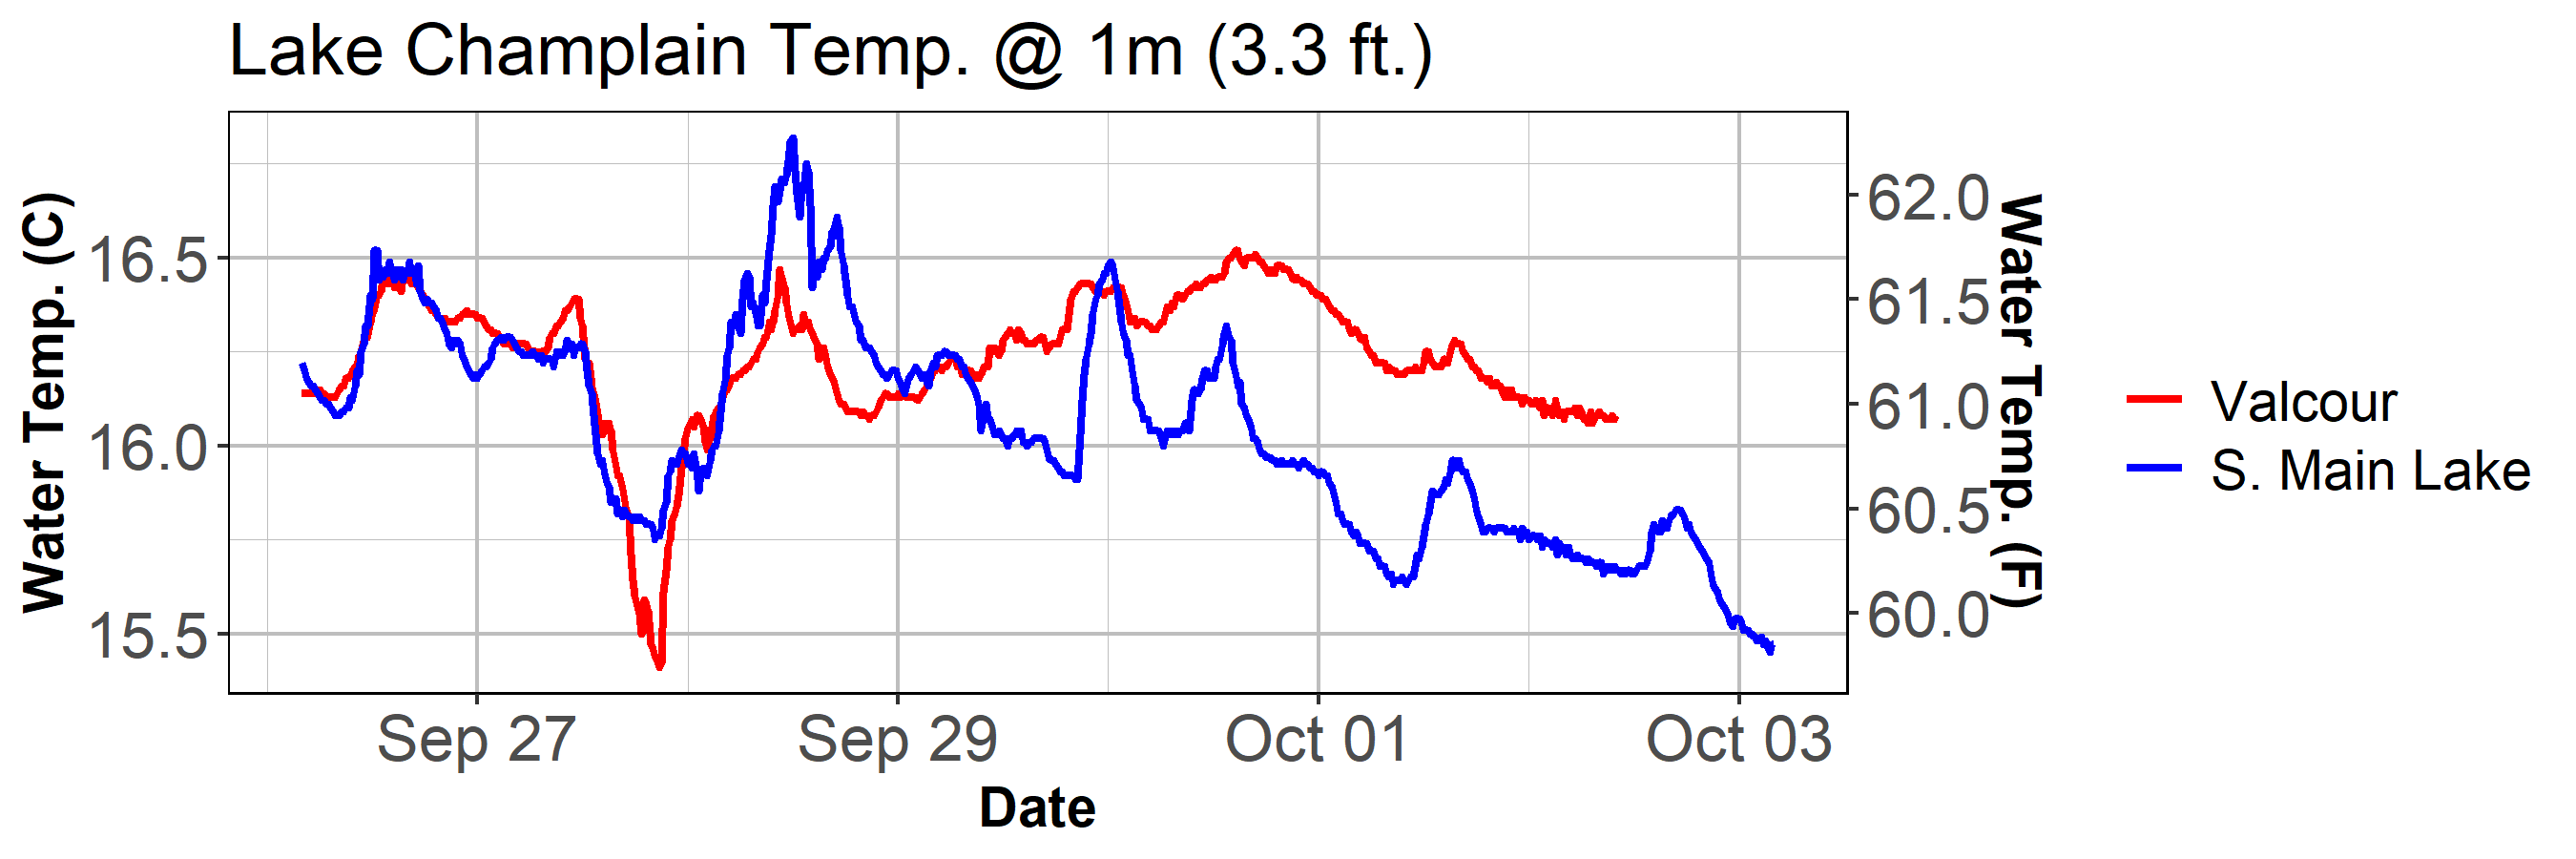 Lake Champlain Temp. @ 1m (3.3 ft.)
Water Temp. (C)
16.5
16.0
15.5
62.0
61.5
61.0
60.5
60.0
Water Temp. (F)
Sep 27
Sep 29
Oct 01
Oct 03
Date
Valcour
S. Main Lake